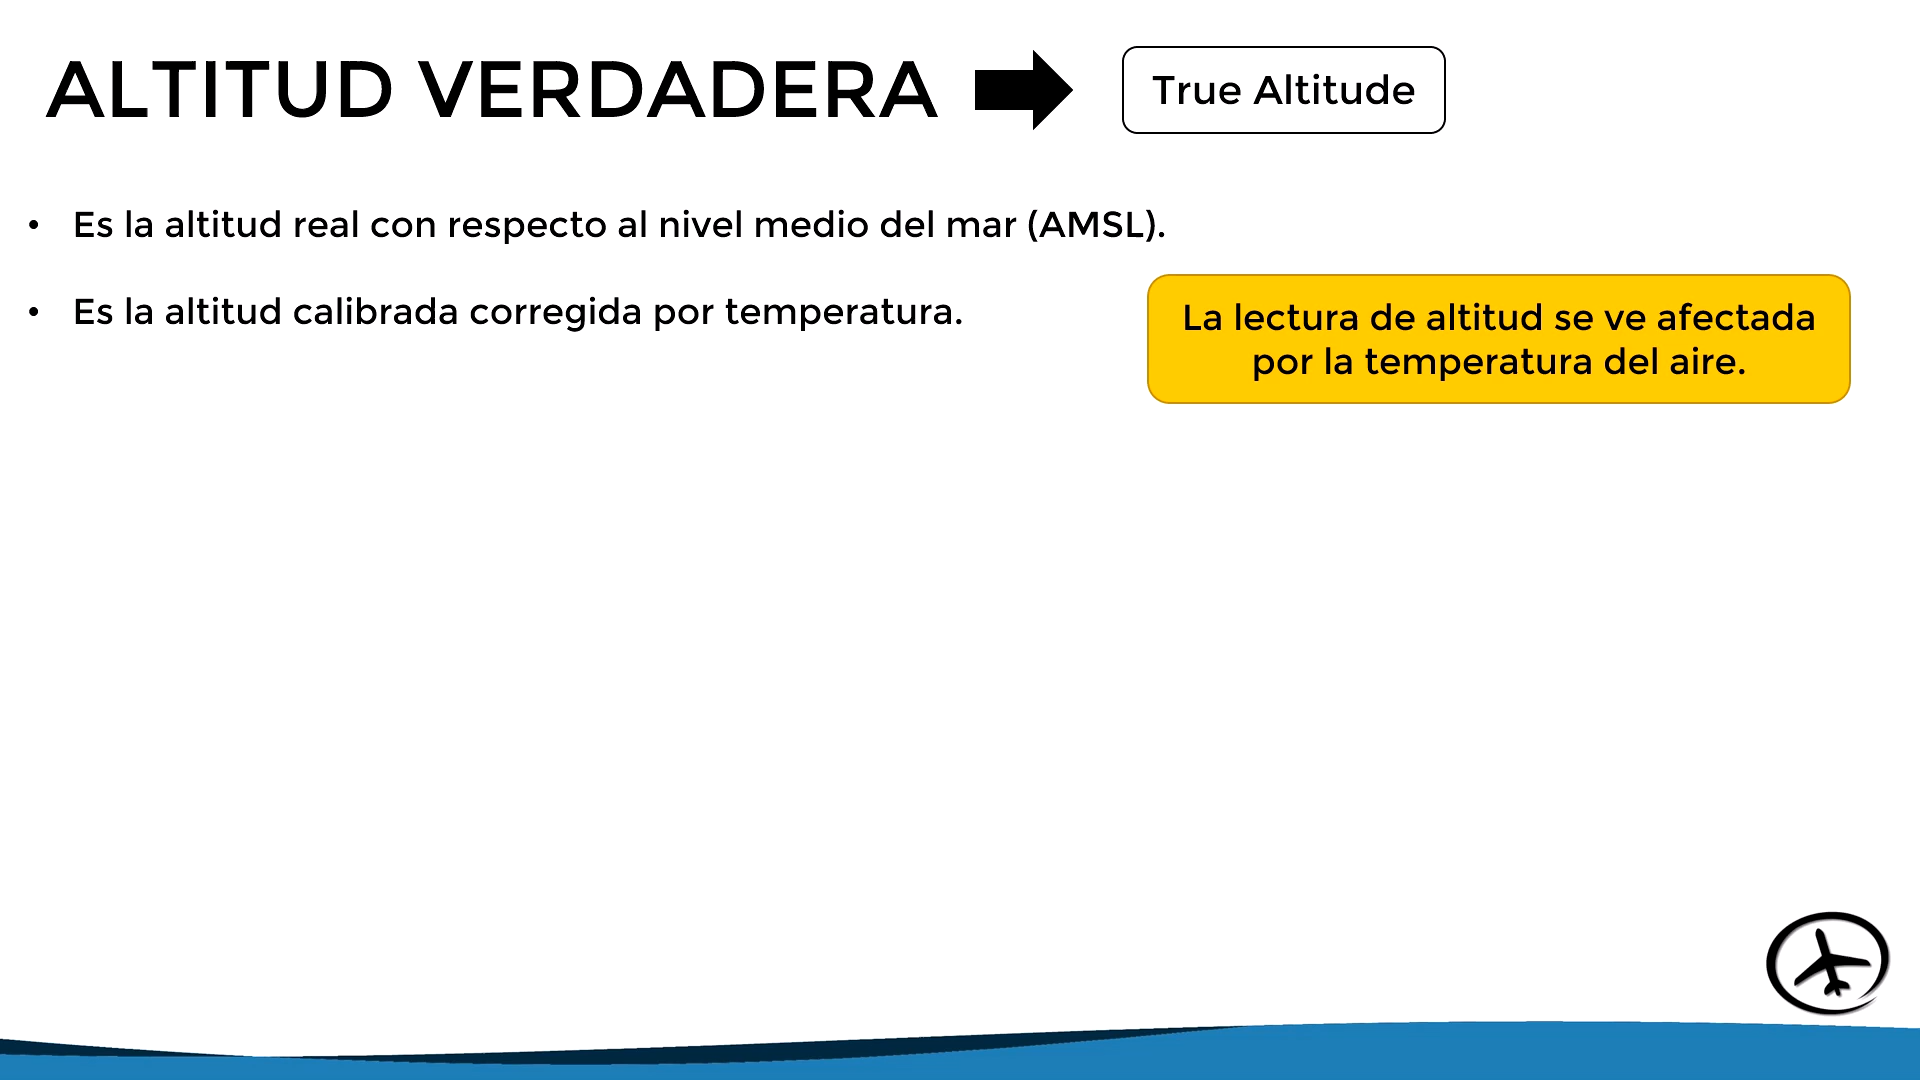 ALTITUD VERDADERA
True Altitude
• Es la altitud real con respecto al nivel medio del mar (AMSL).
• Es la altitud calibrada corregida por temperatura.
La lectura de altitud se ve afectada
por la temperatura del aire.